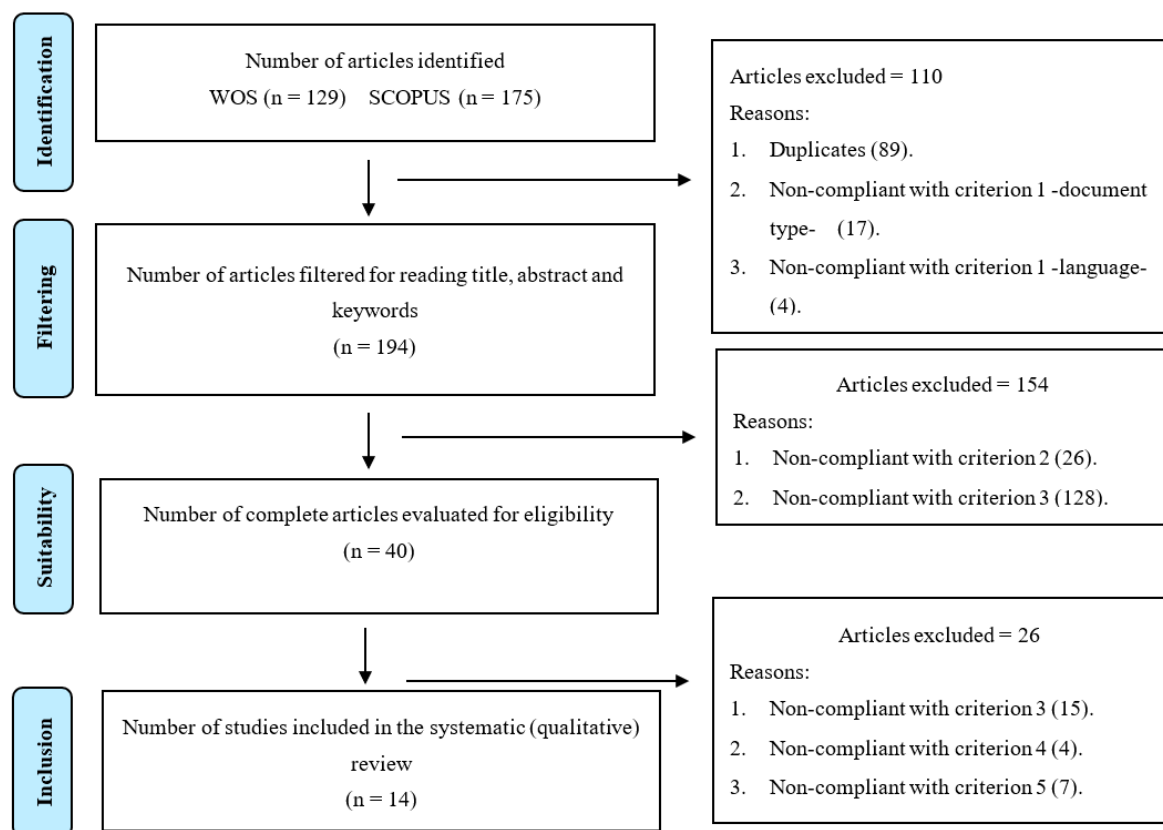 Identification
Number of articles identified
WOS (n = 129) SCOPUS (n = 175)
Articles excluded = 110
Reasons:
1. Duplicates (89).
2. Non-compliant with criterion 1 -document
type- (17).
3. Non-compliant with criterion 1 -language-
(4).
Filtering
Number of articles filtered for reading title, abstract and
keywords
(n = 194)
Articles excluded = 154
Reasons:
1. Non-compliant with criterion 2 (26).
2. Non-compliant with criterion 3 (128).
Suitability
Number of complete articles evaluated for eligibility
(n = 40)
Articles excluded = 26
Reasons:
1. Non-compliant with criterion 3 (15).
2. Non-compliant with criterion 4 (4).
3. Non-compliant with criterion 5 (7).
Inclusion
Number of studies included in the systematic (qualitative)
review
(n = 14)